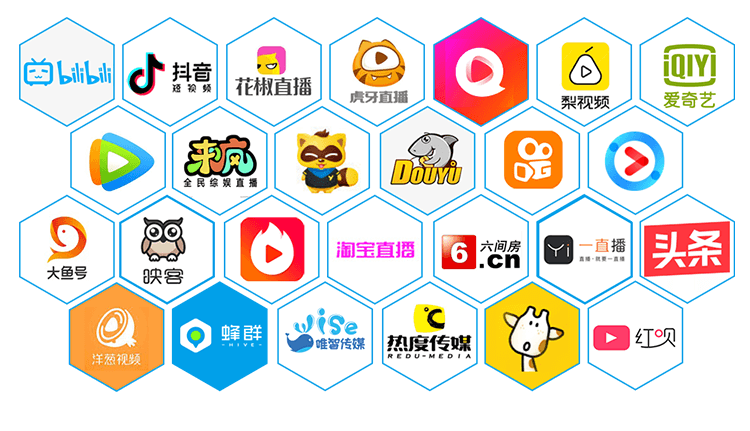 bilibili
抖音
短视频
花椒直播
虎牙直播
梨视频
iQIYI
爱奇艺
来疯
全民综娱直播
DOUYU
大鱼号
映客
淘宝直播
6
六间房
.cn
Yi
一直播
直播·就要一直播
头条
洋葱视频
蜂群
-HIVE-
wise
唯智传媒
热度传媒
REDU-MEDIA
红呗